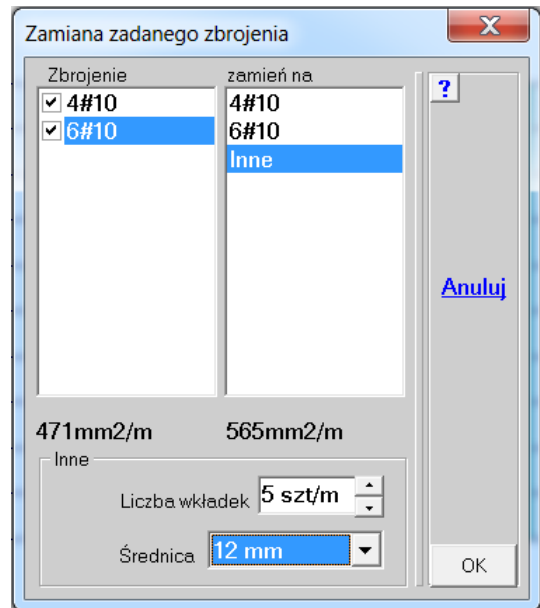 Zamiana zadanego zbrojenia
X
Zbrojenie
zamień na
?
4#10
4#10
6#10
6#10
Inne
Anuluj
471mm2/m
565mm2/m
Inne
Liczba wkładek 5 szt/m
Średnica 12 mm
OK